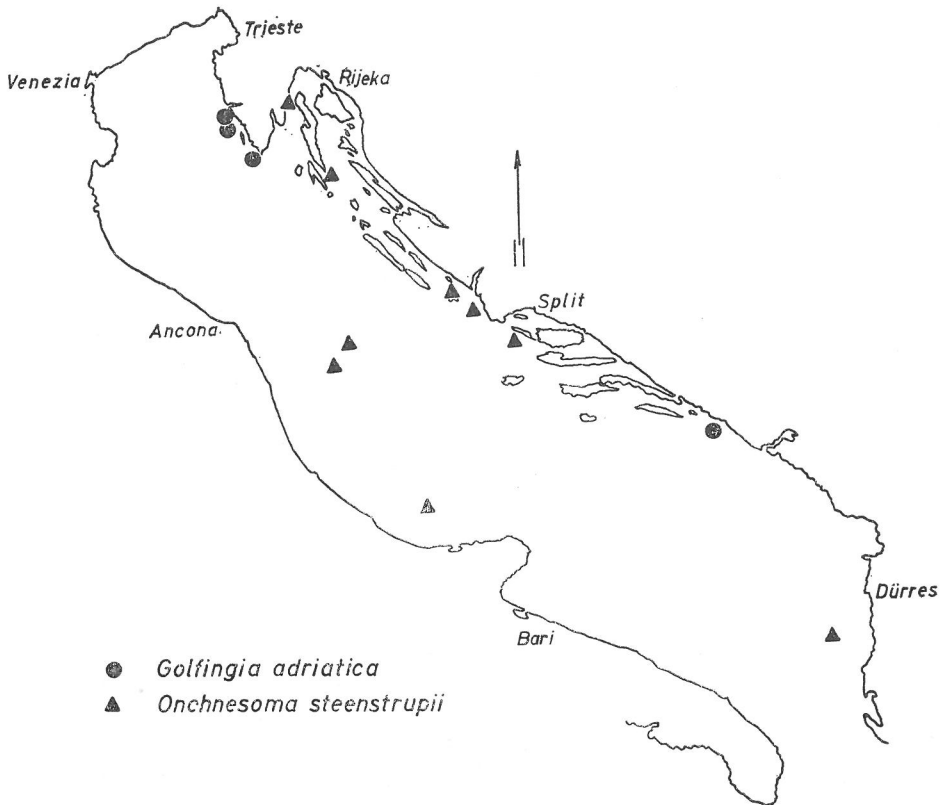 Trieste
Venezia
Rijeka
Split
Ancona
Dürres
Bari
Golfingia adriatica
Onchnesoma steenstrupii